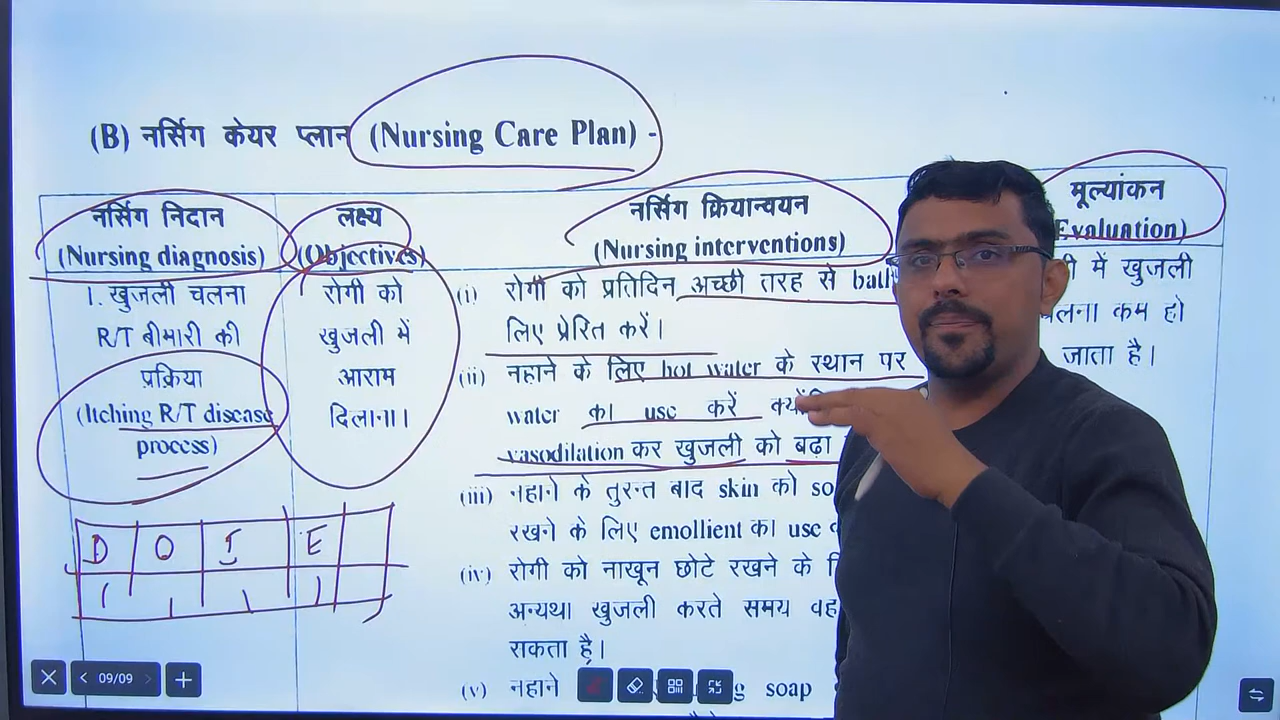 (B) नर्सिंग केयर प्लान (Nursing Care Plan) -
नर्सिंग निदान
(Nursing diagnosis)
लक्ष्य
(Objectives)
नर्सिंग क्रियान्वयन
(Nursing interventions)
मूल्यांकन
Evaluation)
1. खुजली चलना
R/T बीमारी की
प्रक्रिया
(Itching R/T disease
process)
रोगी को
खुजली में
आराम
दिलाना।
(i) रोगी को प्रतिदिन अच्छी तरह से
लिए प्रेरित करें।
(ii) नहाने के लिए hot water के स्थान पर
water का use करें
vasodilation कर खुजली को बढ़ा
(iii) नहाने के तुरन्त बाद skin को
रखने के लिए emollient का use
(iv) रोगी को नाखून छोटे रखने के
अन्यथा खुजली करते समय वह
सकता है।
(v) नहाने soap
में खुजली
कम हो
जाता है।
D O I E
09/09